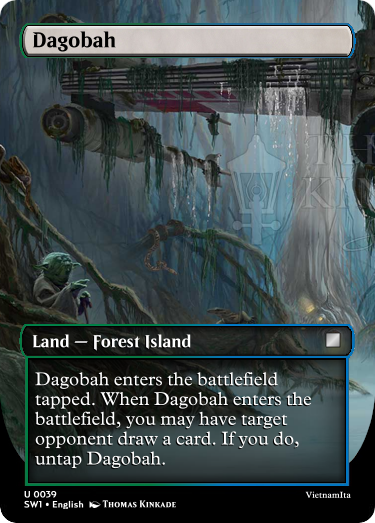 Dagobah
Land — Forest Island
Dagobah enters the battlefield
tapped. When Dagobah enters the
battlefield, you may have target
opponent draw a card. If you do,
untap Dagobah.
U 0039
SW1 • English Thomas Kinkade
VietnamIta